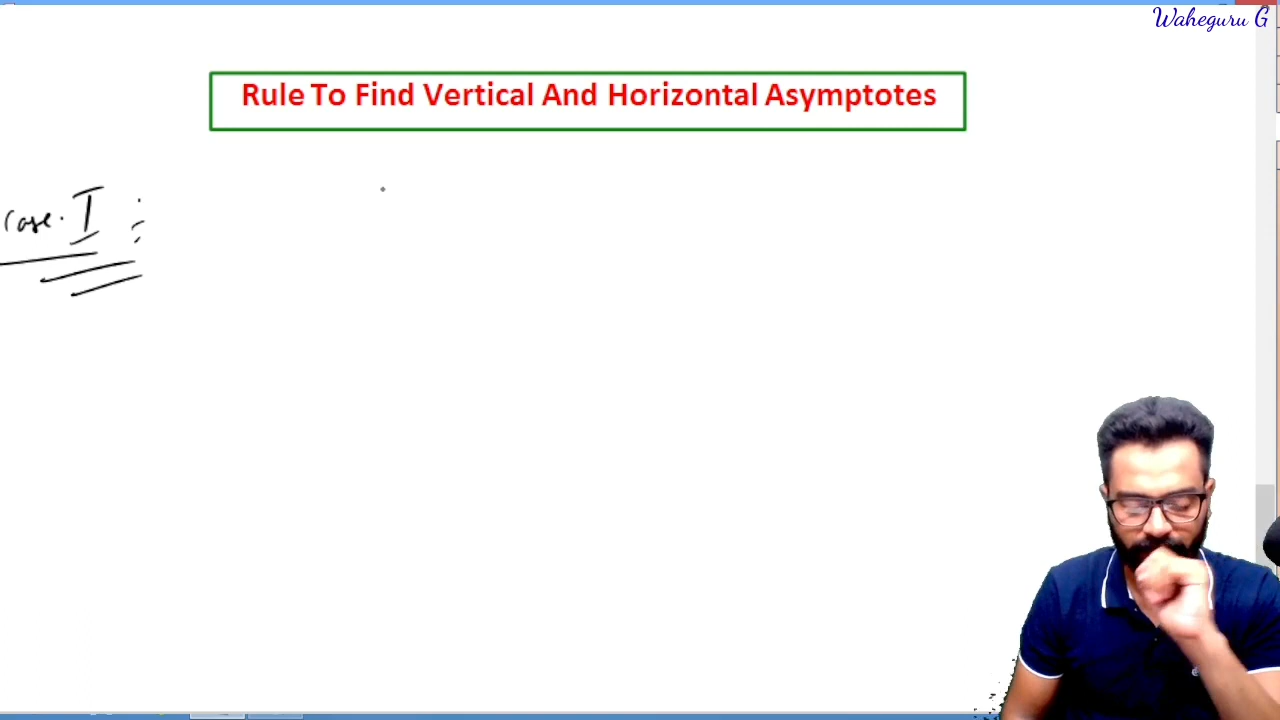 Waheguru G
Rule To Find Vertical And Horizontal Asymptotes
Case. I :